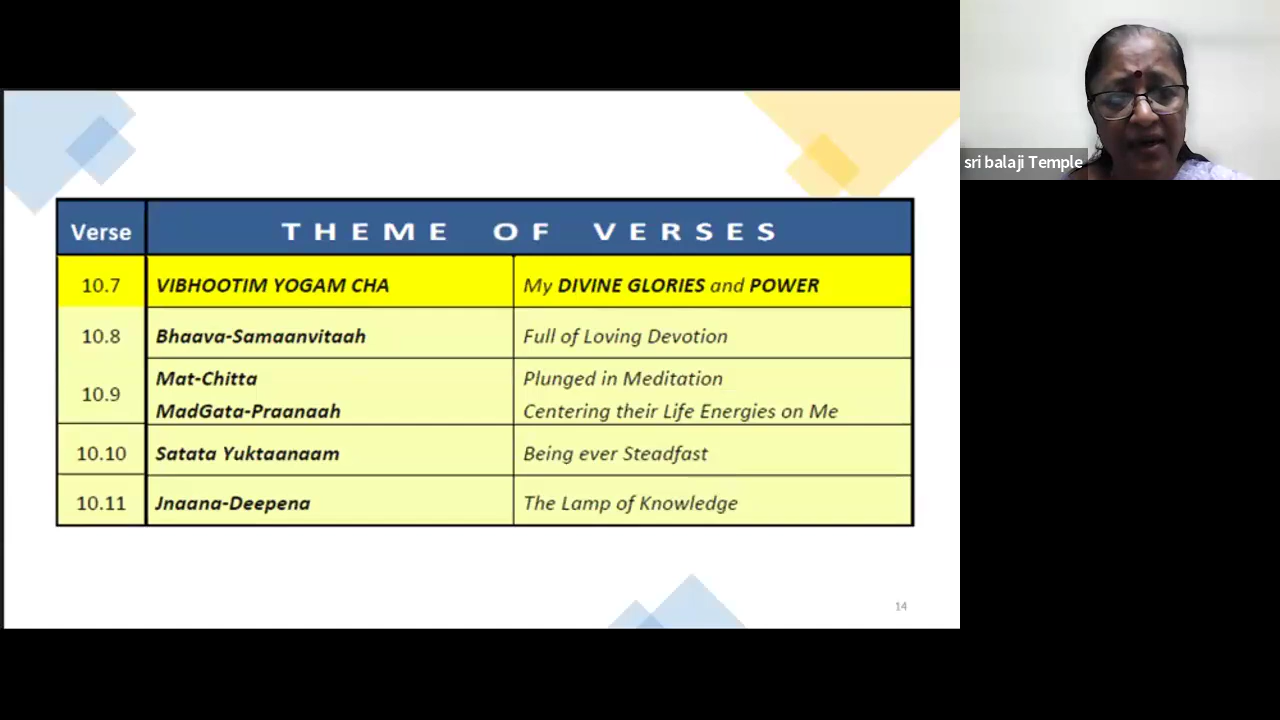 Verse THEME OF VERSES
10.7 VIBHOOTIM YOGAM CHA My DIVINE GLORIES and POWER
10.8 Bhaava-Samaanvitaah Full of Loving Devotion
10.9 Mat-Chitta Plunged in Meditation
MadGata-Praanaah Centering their Life Energies on Me
10.10 Satata Yuktaanaam Being ever Steadfast
10.11 Jnaana-Deepena The Lamp of Knowledge
14
sri balaji Temple